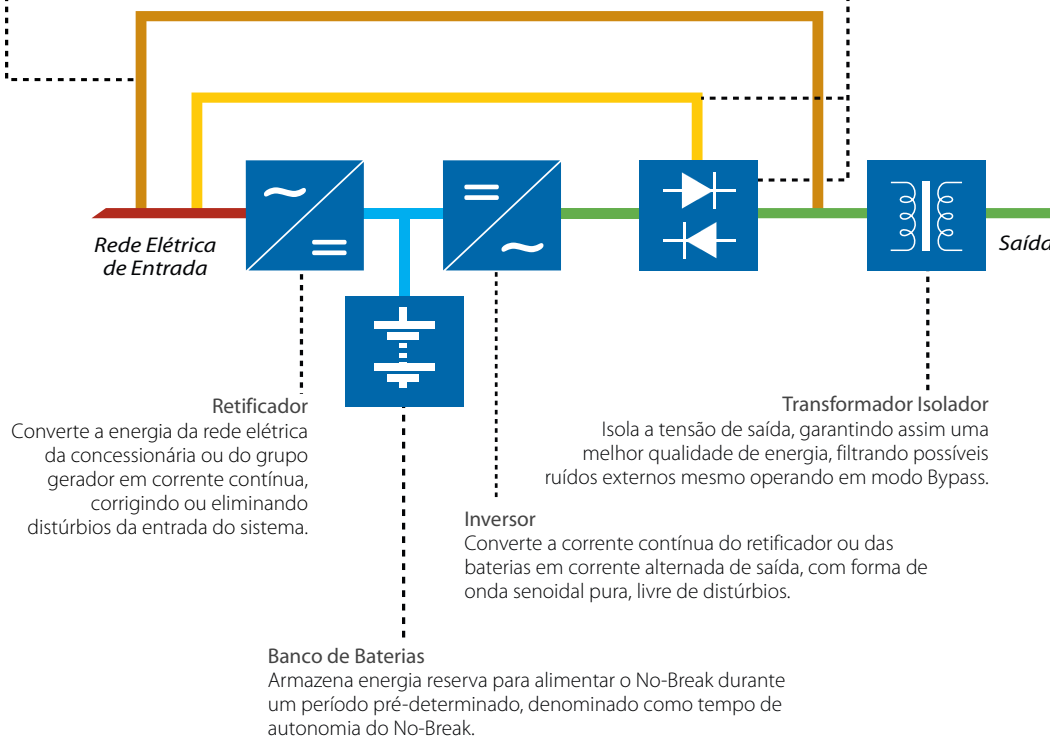 Rede Elétrica
de Entrada
Saída
Retificador
Converte a energia da rede elétrica
da concessionária ou do grupo
gerador em corrente contínua,
corrigindo ou eliminando
distúrbios da entrada do sistema.
Transformador Isolador
Isola a tensão de saída, garantindo assim uma
melhor qualidade de energia, filtrando possíveis
ruídos externos mesmo operando em modo Bypass.
Inversor
Converte a corrente contínua do retificador ou das
baterias em corrente alternada de saída, com forma de
onda senoidal pura, livre de distúrbios.
Banco de Baterias
Armazena energia reserva para alimentar o No-Break durante
um período pré-determinado, denominado como tempo de
autonomia do No-Break.